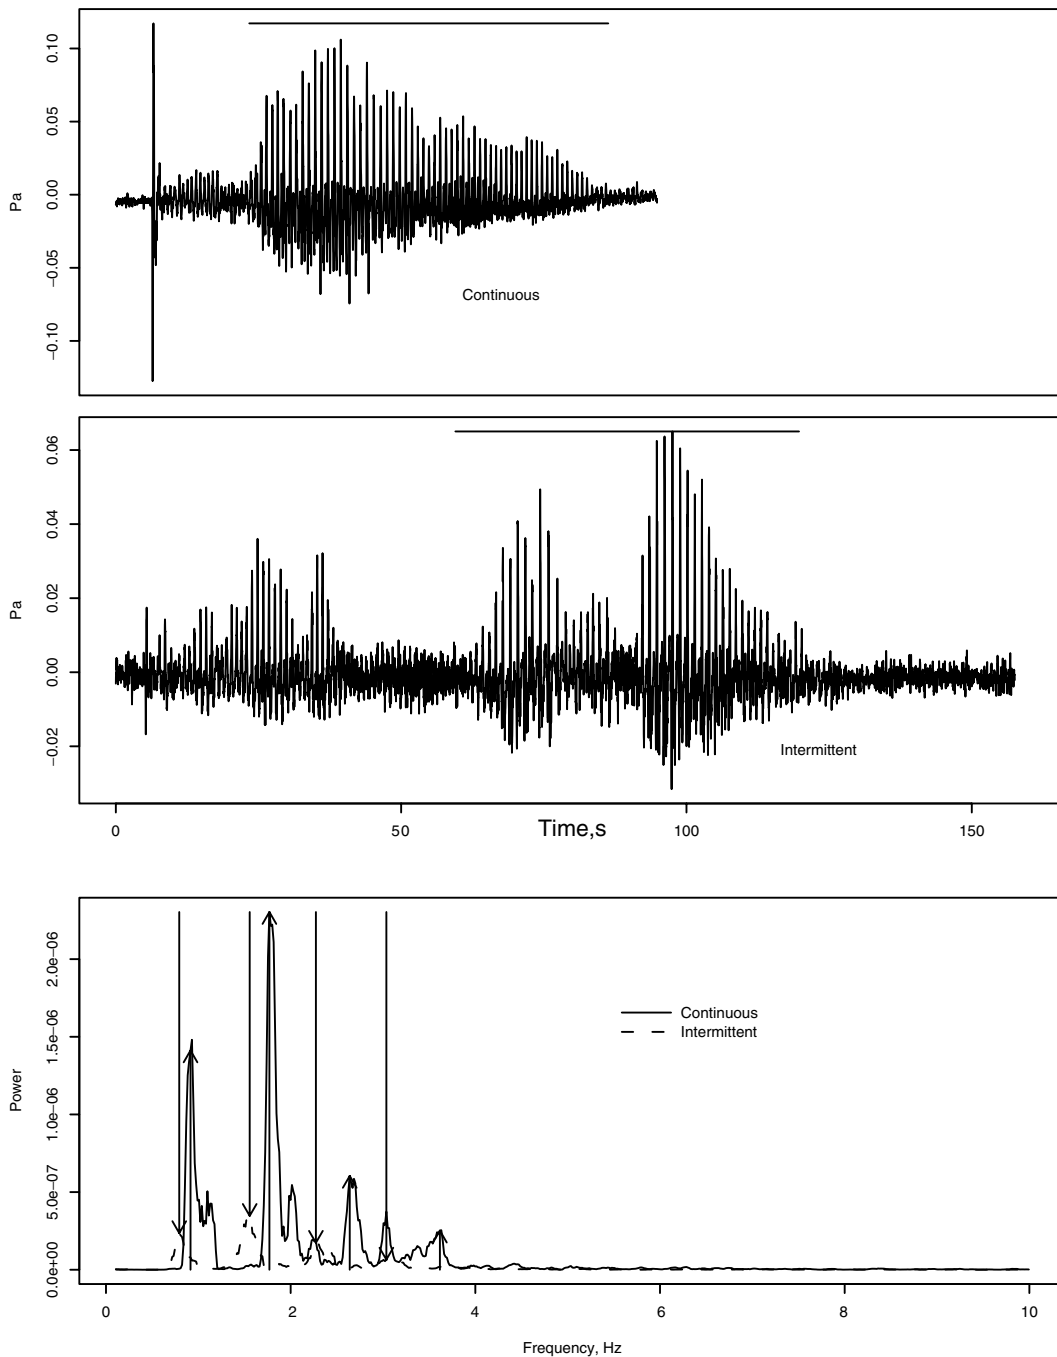 0.10
0.05
0.00
−0.05
−0.10
Pa
Continuous
0.06
0.04
0.02
0.00
−0.02
Pa
Intermittent
0 50 100 150
Time,s
2.0e−06
1.5e−06
1.0e−06
5.0e−07
0.0e+00
Power
Continuous
Intermittent
0 2 4 6 8 10
Frequency, Hz